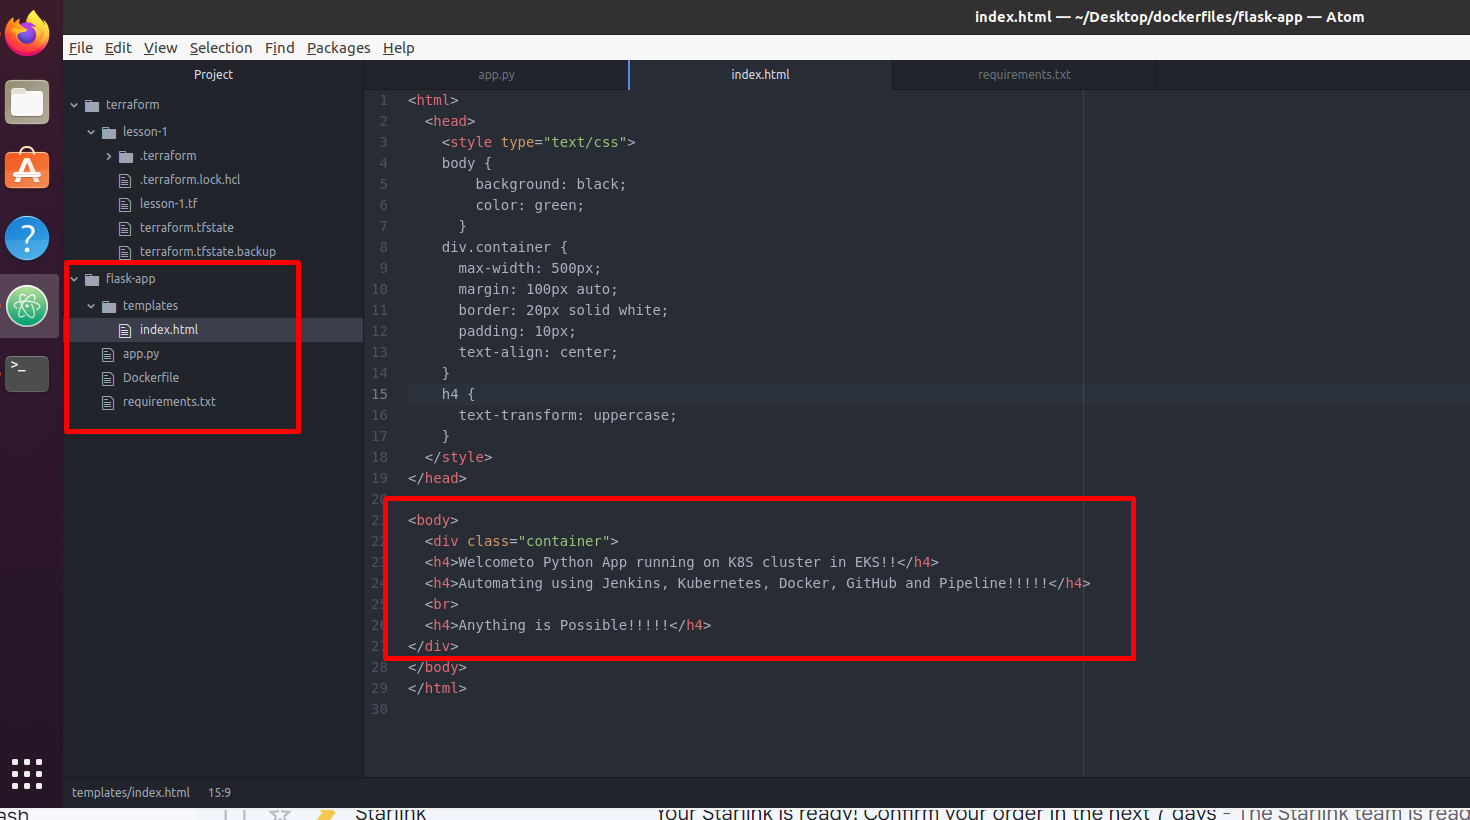 index.html — ~/Desktop/dockerfiles/flask-app — Atom
File Edit View Selection Find Packages Help
Project
app.py
index.html
requirements.txt
terraform
lesson-1
.terraform
.terraform.lock.hcl
lesson-1.tf
terraform.tfstate
terraform.tfstate.backup
flask-app
templates
index.html
app.py
Dockerfile
requirements.txt
1 <html>
2 <head>
3 <style type="text/css">
4 body {
5 background: black;
6 color: green;
7 }
8 div.container {
9 max-width: 500px;
10 margin: 100px auto;
11 border: 20px solid white;
12 padding: 10px;
13 text-align: center;
14 }
15 h4 {
16 text-transform: uppercase;
17 }
18 </style>
19 </head>
20
21 <body>
22 <div class="container">
23 <h4>Welcometo Python App running on K8S cluster in EKS!!</h4>
24 <h4>Automating using Jenkins, Kubernetes, Docker, GitHub and Pipeline!!!!!</h4>
25 <br>
26 <h4>Anything is Possible!!!!!</h4>
27 </div>
28 </body>
29 </html>
30
templates/index.html 15:9
ash Starlink Your Starlink is ready! Confirm your order in the next 7 days - The Starlink team is read